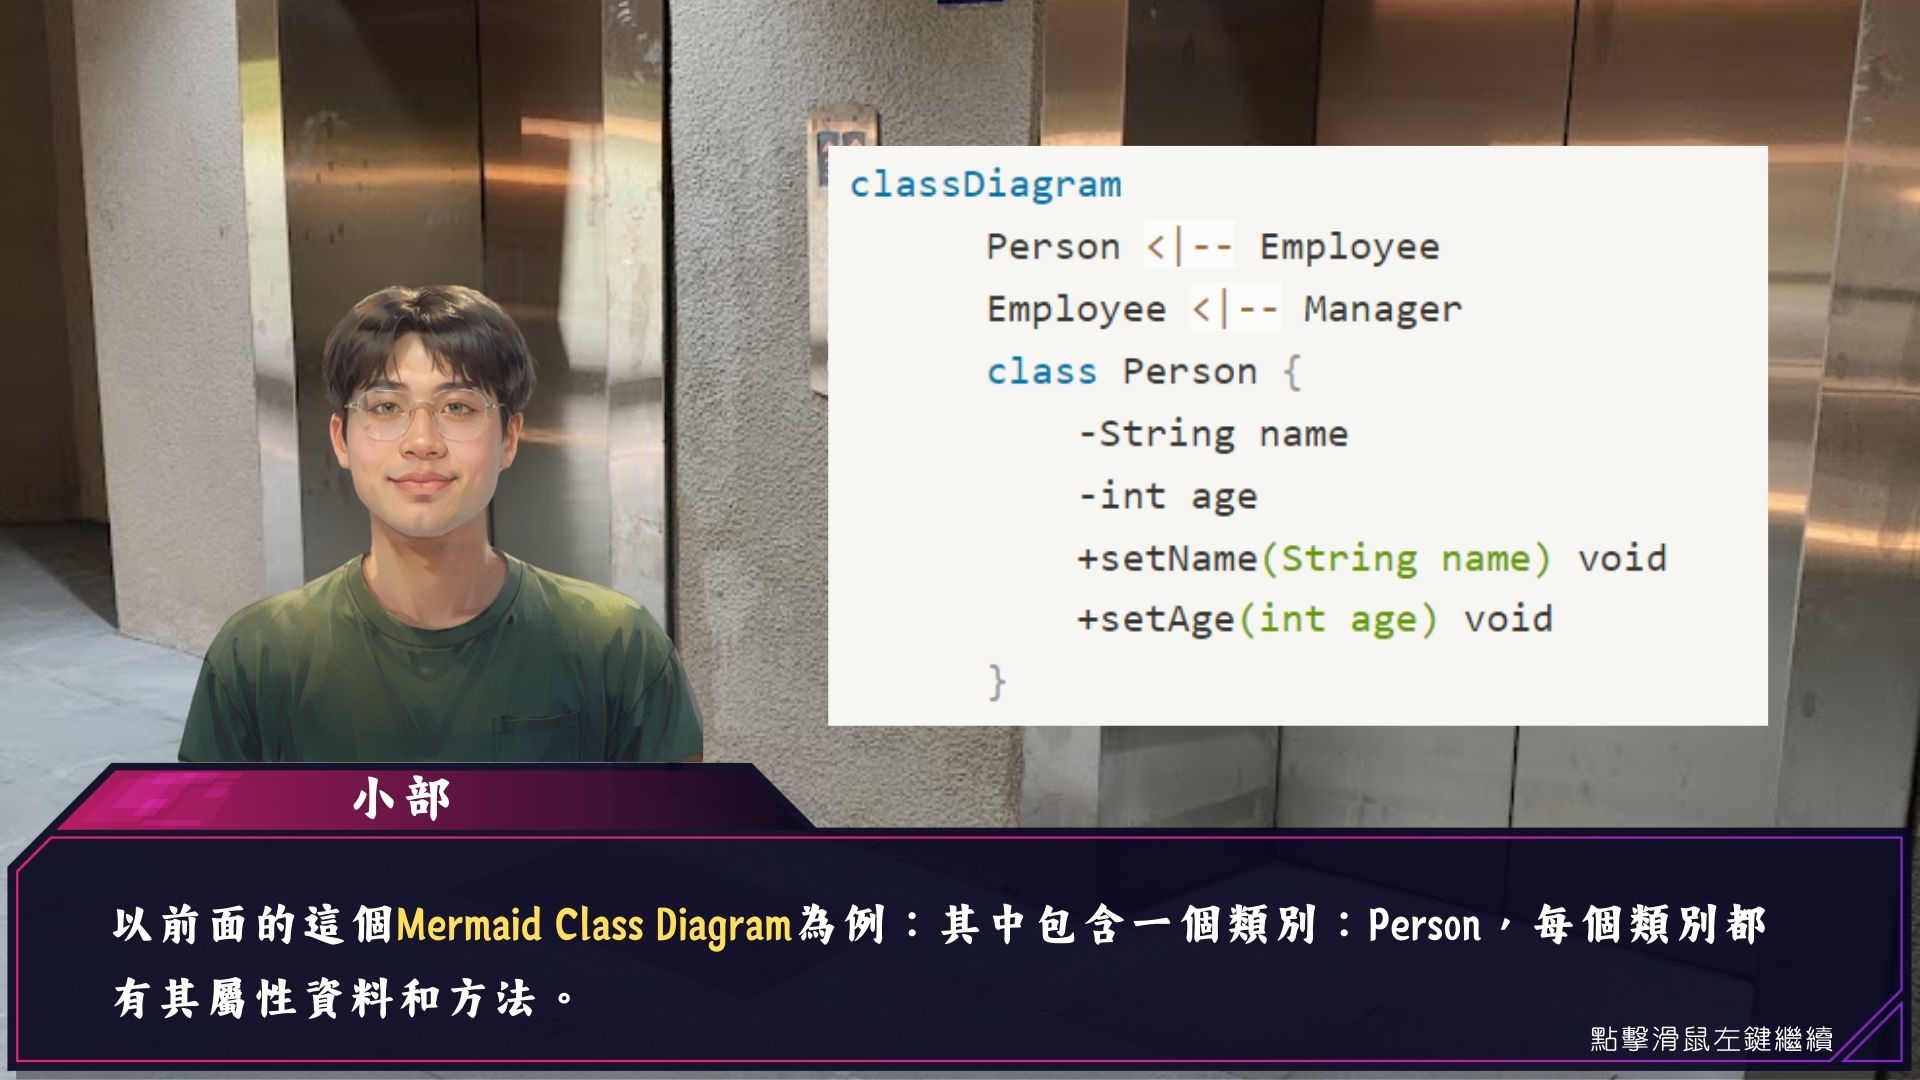 classDiagram
Person <|-- Employee
Employee <|-- Manager
class Person {
-String name
-int age
+setName(String name) void
+setAge(int age) void
}
小部
以前面的這個Mermaid Class Diagram為例：其中包含一個類別：Person，每個類別都
有其屬性資料和方法。
點擊滑鼠左鍵繼續